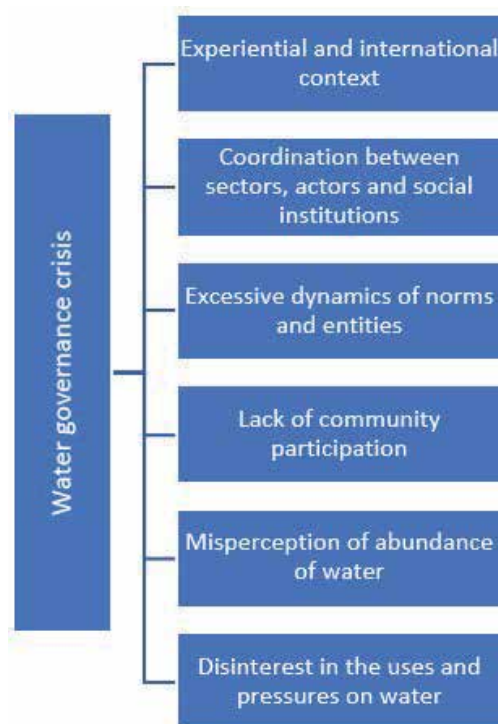 Water governance crisis
Experiential and international
context
Coordination between
sectors, actors and social
institutions
Excessive dynamics of norms
and entities
Lack of community
participation
Misperception of abundance
of water
Disinterest in the uses and
pressures on water